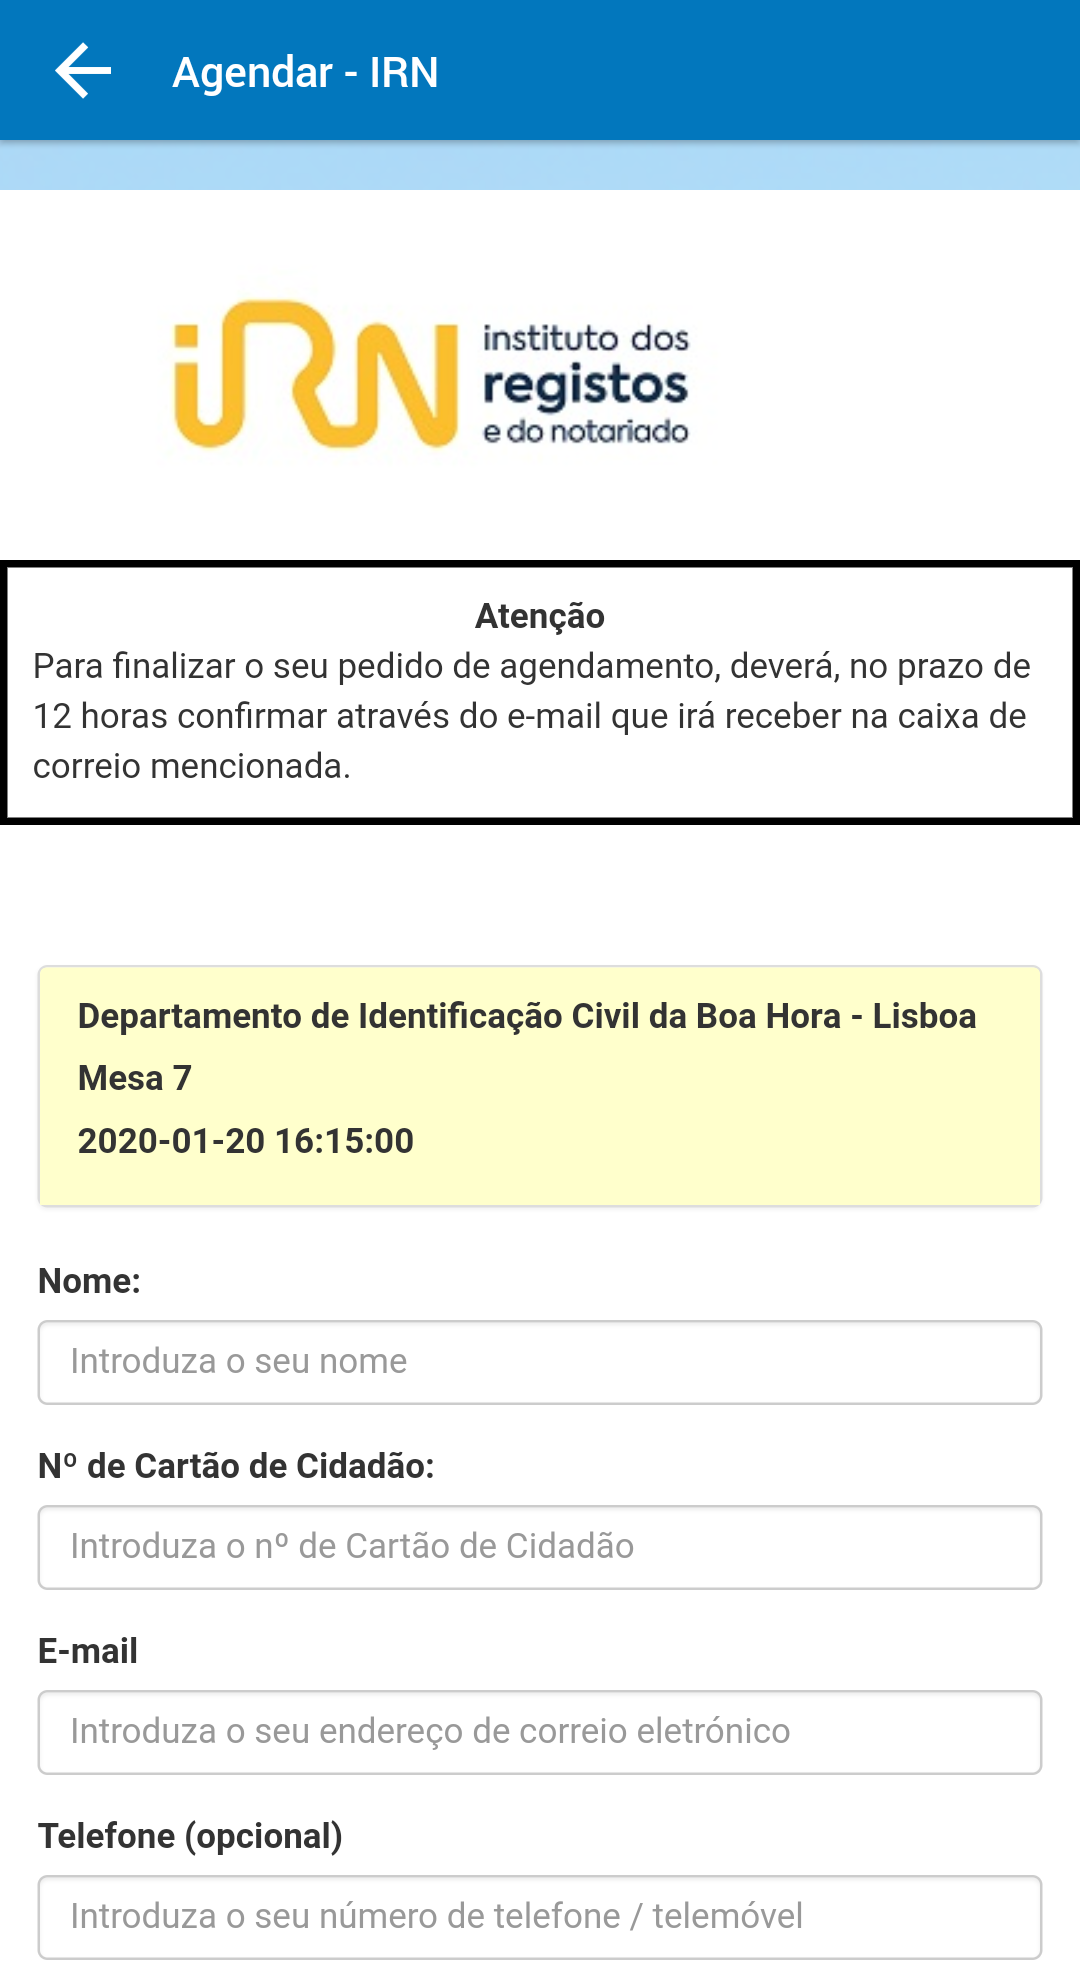 Agendar - IRN
iRN
instituto dos
registos
e do notariado
Atenção
Para finalizar o seu pedido de agendamento, deverá, no prazo de
12 horas confirmar através do e-mail que irá receber na caixa de
correio mencionada.
Departamento de Identificação Civil da Boa Hora - Lisboa
Mesa 7
2020-01-20 16:15:00
Nome:
Introduza o seu nome
Nº de Cartão de Cidadão:
Introduza o nº de Cartão de Cidadão
E-mail
Introduza o seu endereço de correio eletrónico
Telefone (opcional)
Introduza o seu número de telefone / telemóvel